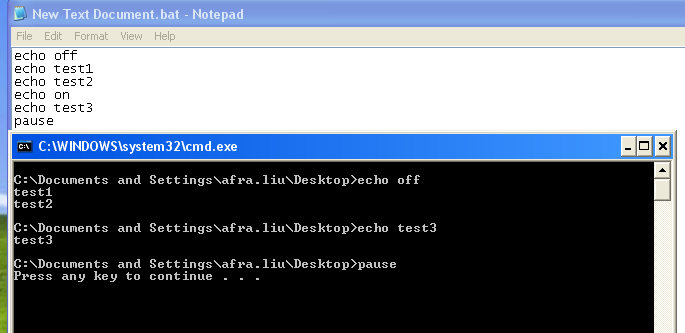 New Text Document.bat - Notepad
File Edit Format View Help
echo off
echo test1
echo test2
echo on
echo test3
pause
C:\WINDOWS\system32\cmd.exe
C:\Documents and Settings\afra.liu\Desktop>echo off
test1
test2
C:\Documents and Settings\afra.liu\Desktop>echo test3
test3
C:\Documents and Settings\afra.liu\Desktop>pause
Press any key to continue . . .